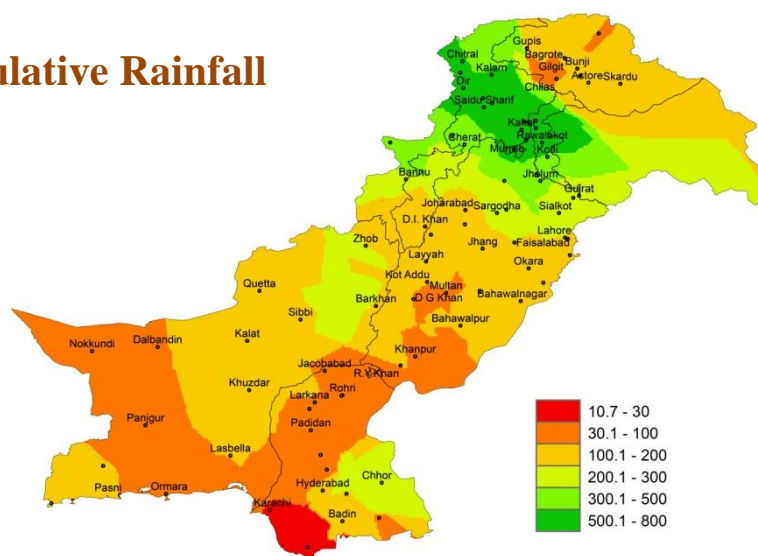 ulative Rainfall
Gupis
Chitral
Bagrote
Kalam
Gilgit
Bunji
Dir
Chilas
Astore
Skardu
Saidu Sharif
Kakul
Cherat
Rawalakot
Murree
Kotli
Bannu
Jhelum
Gujrat
Joharabad
Sargodha
Sialkot
D.I. Khan
Zhob
Lahore
Jhang
Faisalabad
Layyah
Okara
Quetta
Kot Addu
Multan
Barkhan
D G Khan
Bahawalnagar
Sibbi
Bahawalpur
Nokkundi
Dalbandin
Kalat
Khanpur
Jacobabad
R.Y.Khan
Khuzdar
Rohri
Larkana
Panjgur
Padidan
Lasbella
Chhor
Pasni
Ormara
Hyderabad
Karachi
Badin
10.7 - 30
30.1 - 100
100.1 - 200
200.1 - 300
300.1 - 500
500.1 - 800